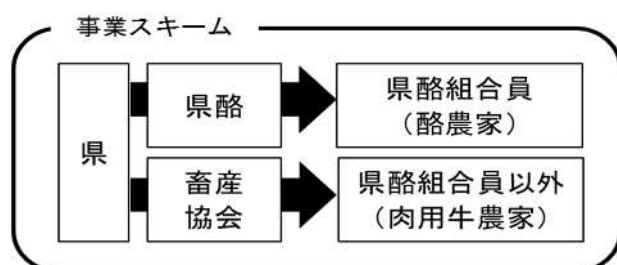 事業スキーム
県
県酪
県酪組合員
(酪農家)
畜産
協会
県酪組合員以外
(肉用牛農家)